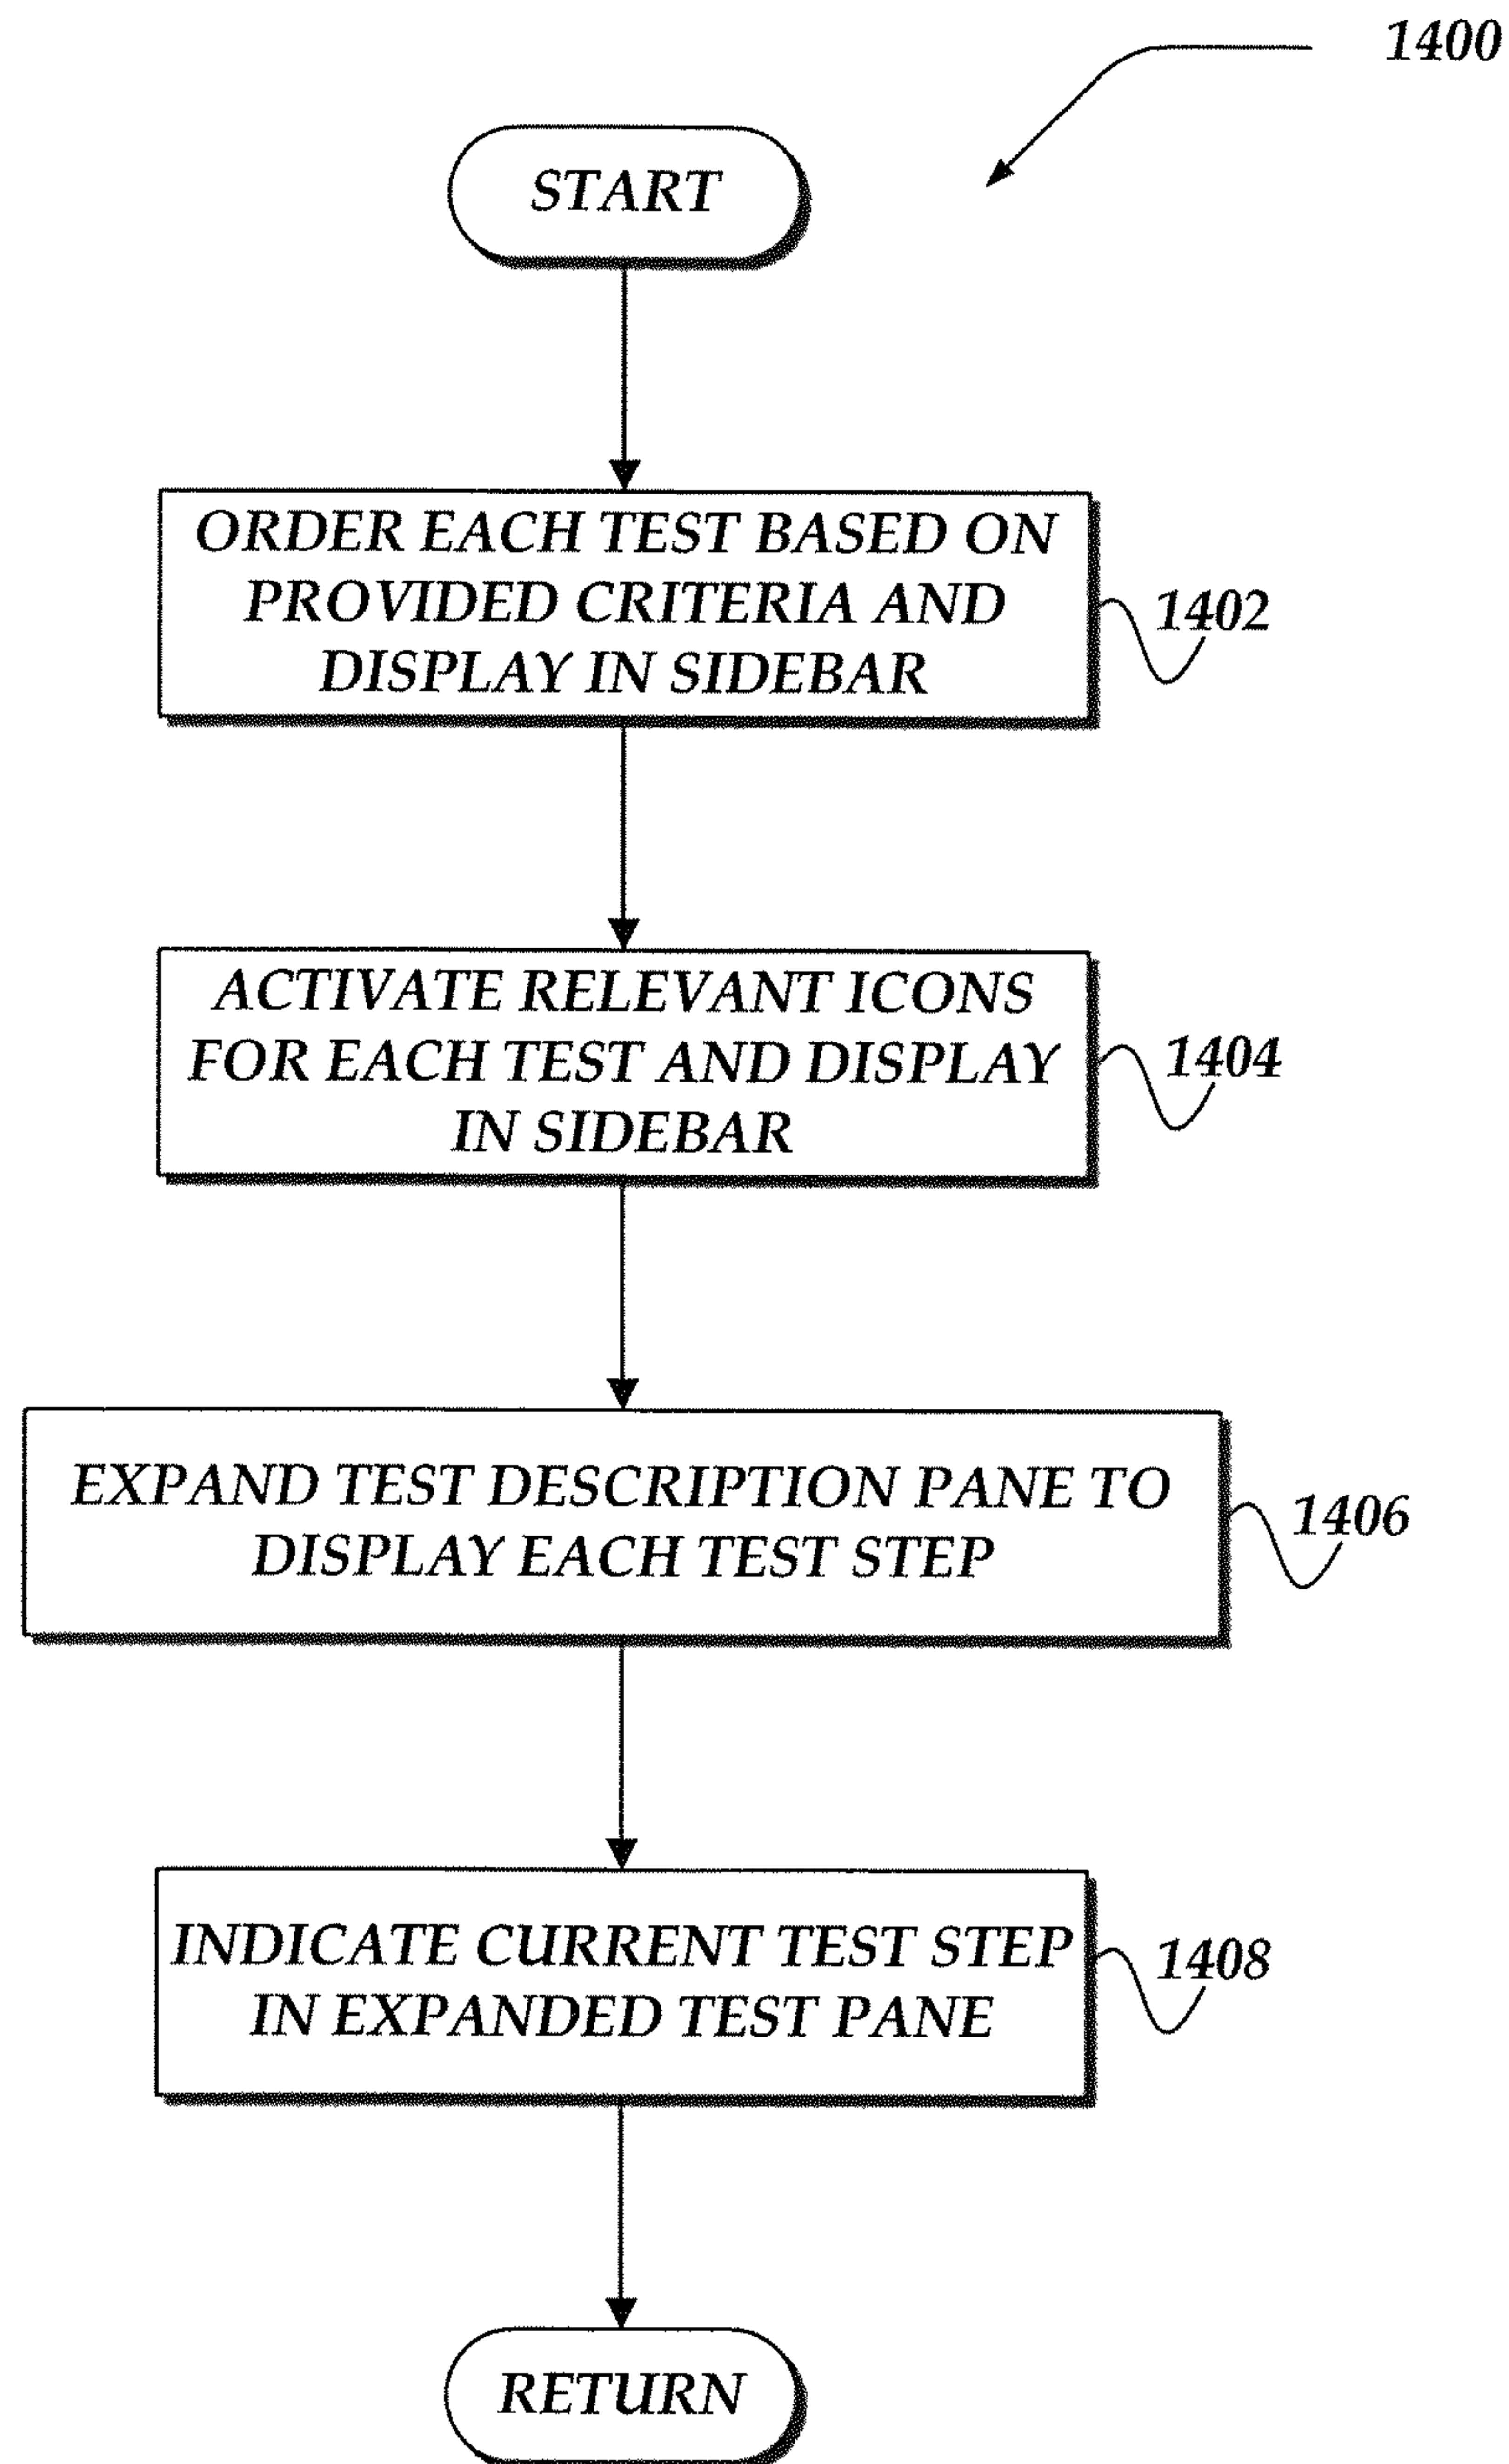 1400
START
ORDER EACH TEST BASED ON
PROVIDED CRITERIA AND
DISPLAY IN SIDEBAR
1402
ACTIVATE RELEVANT ICONS
FOR EACH TEST AND DISPLAY
IN SIDEBAR
1404
EXPAND TEST DESCRIPTION PANE TO
DISPLAY EACH TEST STEP
1406
INDICATE CURRENT TEST STEP
IN EXPANDED TEST PANE
1408
RETURN